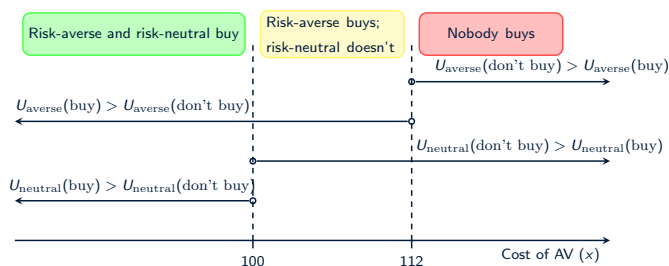 Risk-averse and risk-neutral buy
Risk-averse buys;
risk-neutral doesn't
Nobody buys
U_averse(don't buy) > U_averse(buy)
U_averse(buy) > U_averse(don't buy)
U_neutral(don't buy) > U_neutral(buy)
U_neutral(buy) > U_neutral(don't buy)
Cost of AV (x)
100
112